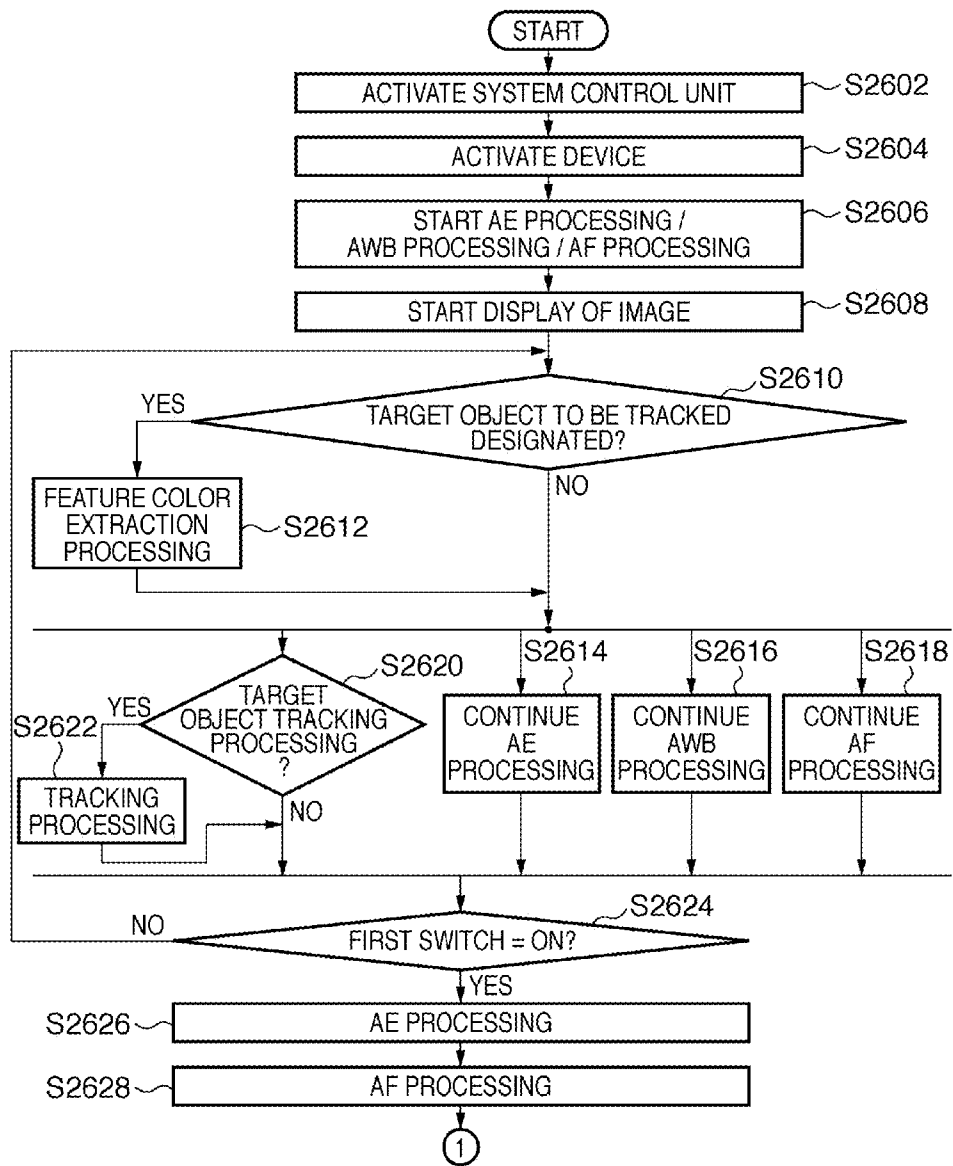 START
ACTIVATE SYSTEM CONTROL UNIT
S2602
ACTIVATE DEVICE
S2604
START AE PROCESSING /
AWB PROCESSING / AF PROCESSING
S2606
START DISPLAY OF IMAGE
S2608
S2610
YES
TARGET OBJECT TO BE TRACKED
DESIGNATED?
NO
FEATURE COLOR
EXTRACTION
PROCESSING
S2612
S2620
TARGET
OBJECT TRACKING
PROCESSING
?
YES
NO
S2622
TRACKING
PROCESSING
S2614
CONTINUE
AE
PROCESSING
S2616
CONTINUE
AWB
PROCESSING
S2618
CONTINUE
AF
PROCESSING
S2624
NO
FIRST SWITCH = ON?
YES
S2626
AE PROCESSING
S2628
AF PROCESSING
1